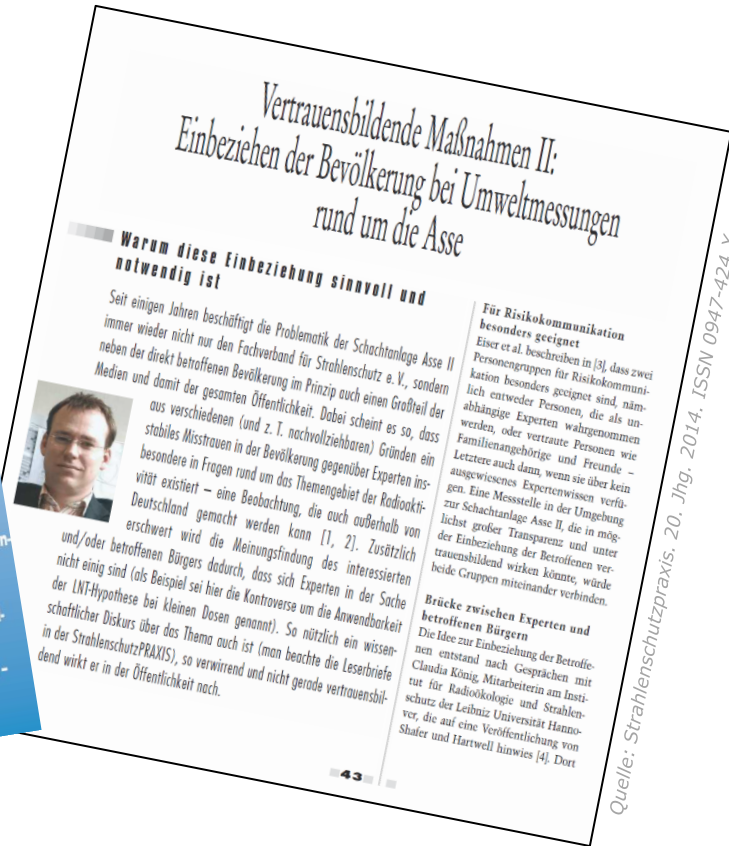 Vertrauensbildende Maßnahmen II:
Einbeziehen der Bevölkerung bei Umweltmessungen
rund um die Asse
Warum diese Einbeziehung sinnvoll und
notwendig ist
Seit einigen Jahren beschäftigt die Problematik der Schachtanlage Asse II
immer wieder nicht nur den Fachverband für Strahlenschutz e. V., sondern
neben der direkt betroffenen Bevölkerung im Prinzip auch einen Großteil der
Medien und damit der gesamten Öffentlichkeit. Dabei scheint es so, dass
aus verschiedenen (und z. T. nachvollziehbaren) Gründen ein
stabiles Misstrauen in der Bevölkerung gegenüber Experten ins-
besondere in Fragen rund um das Themengebiet der Radioakti-
vität existiert – eine Beobachtung, die auch außerhalb von
Deutschland gemacht werden kann [1, 2]. Zusätzlich
erschwert wird die Meinungsfindung des interessierten
und/oder betroffenen Bürgers dadurch, dass sich Experten in der Sache
nicht einig sind (als Beispiel sei hier die Kontroverse um die Anwendbarkeit
der LNT-Hypothese bei kleinen Dosen genannt). So nützlich ein wissen-
schaftlicher Diskurs über das Thema auch ist (man beachte die Leserbriefe
in der StrahlenschutzPRAXIS), so verwirrend und nicht gerade vertrauensbil-
dend wirkt er in der Öffentlichkeit nach.
Für Risikokommunikation
besonders geeignet
Eiser et al. beschreiben in [3], dass zwei
Personengruppen für Risikokommuni-
kation besonders geeignet sind, näm-
lich entweder Personen, die als un-
abhängige Experten wahrgenommen
werden, oder vertraute Personen wie
Familienangehörige und Freunde –
Letztere auch dann, wenn sie über kein
ausgewiesenes Expertenwissen verfü-
gen. Eine Messstelle in der Umgebung
zur Schachtanlage Asse II, die in mög-
lichst großer Transparenz und unter
der Einbeziehung der Betroffenen ver-
trauensbildend wirken könnte, würde
beide Gruppen miteinander verbinden.
Brücke zwischen Experten und
betroffenen Bürgern
Die Idee zur Einbeziehung der Betroffe-
nen entstand nach Gesprächen mit
Claudia König, Mitarbeiterin am Insti-
tut für Radioökologie und Strahlen-
schutz der Leibniz Universität Hanno-
ver, die auf eine Veröffentlichung von
Shafer und Hartwell hinwies [4]. Dort
43
Quelle: Strahlenschutzpraxis. 20. Jhg. 2014. ISSN 0947-424